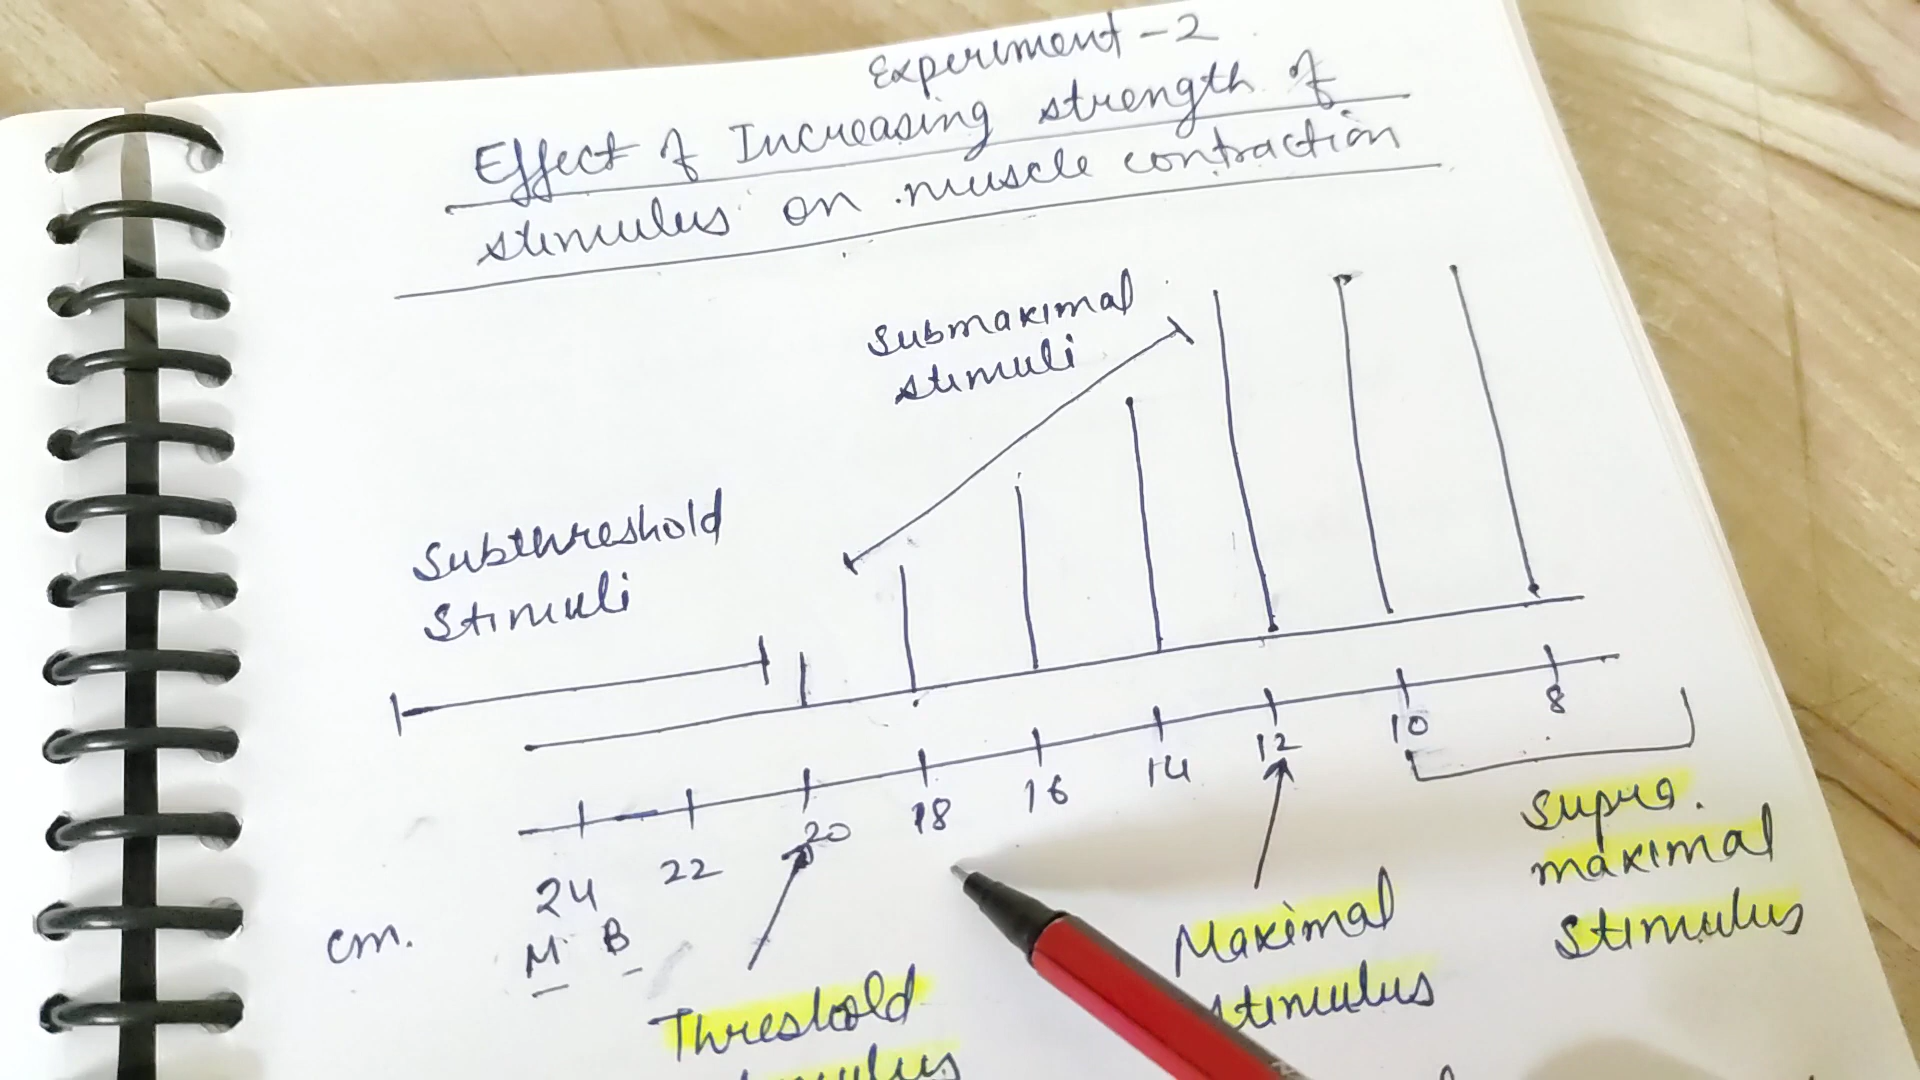 Experiment - 2
Effect of Increasing strength of
stimulus on muscle contraction
Submaximal
stimuli
Subthreshold
Stimuli
24 22 20 18 16 14 12 10 8
cm.
M B
Threshold
Maximal
stimulus
Supra.
maximal
Stimulus